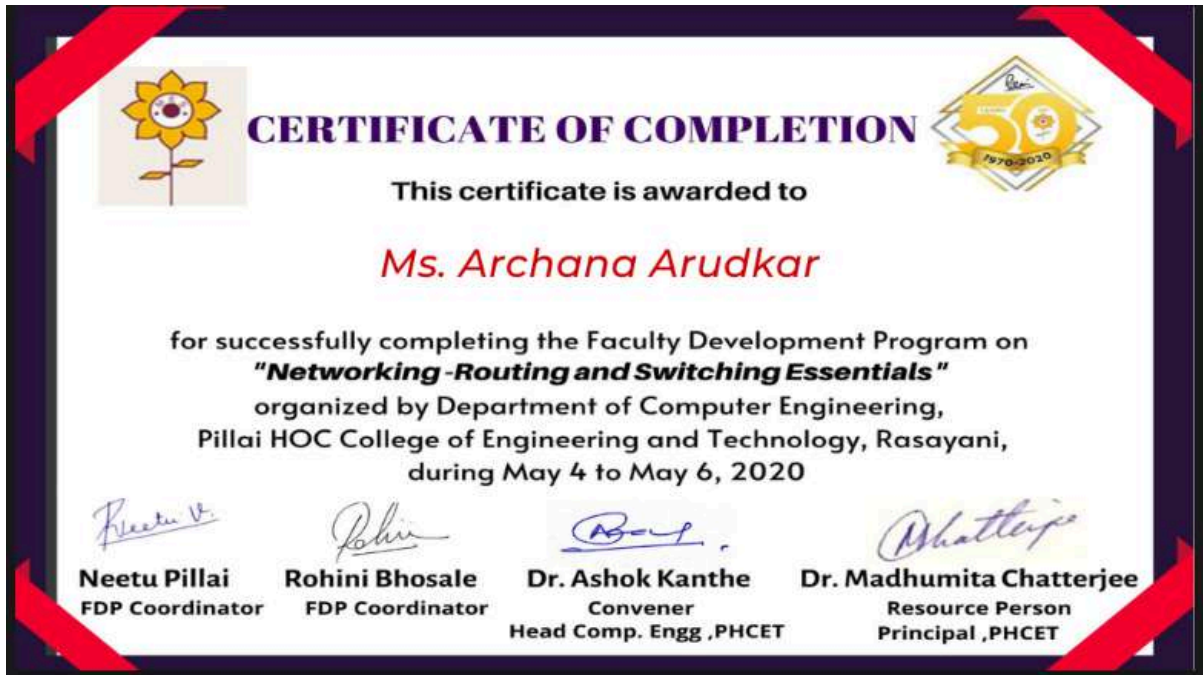 CERTIFICATE OF COMPLETION
50
1970-2020
This certificate is awarded to
Ms. Archana Arudkar
for successfully completing the Faculty Development Program on
"Networking -Routing and Switching Essentials"
organized by Department of Computer Engineering,
Pillai HOC College of Engineering and Technology, Rasayani,
during May 4 to May 6, 2020
Neetu V.
Neetu Pillai
FDP Coordinator
Rohini Bhosale
FDP Coordinator
Dr. Ashok Kanthe
Convener
Head Comp. Engg ,PHCET
Dr. Madhumita Chatterjee
Resource Person
Principal ,PHCET